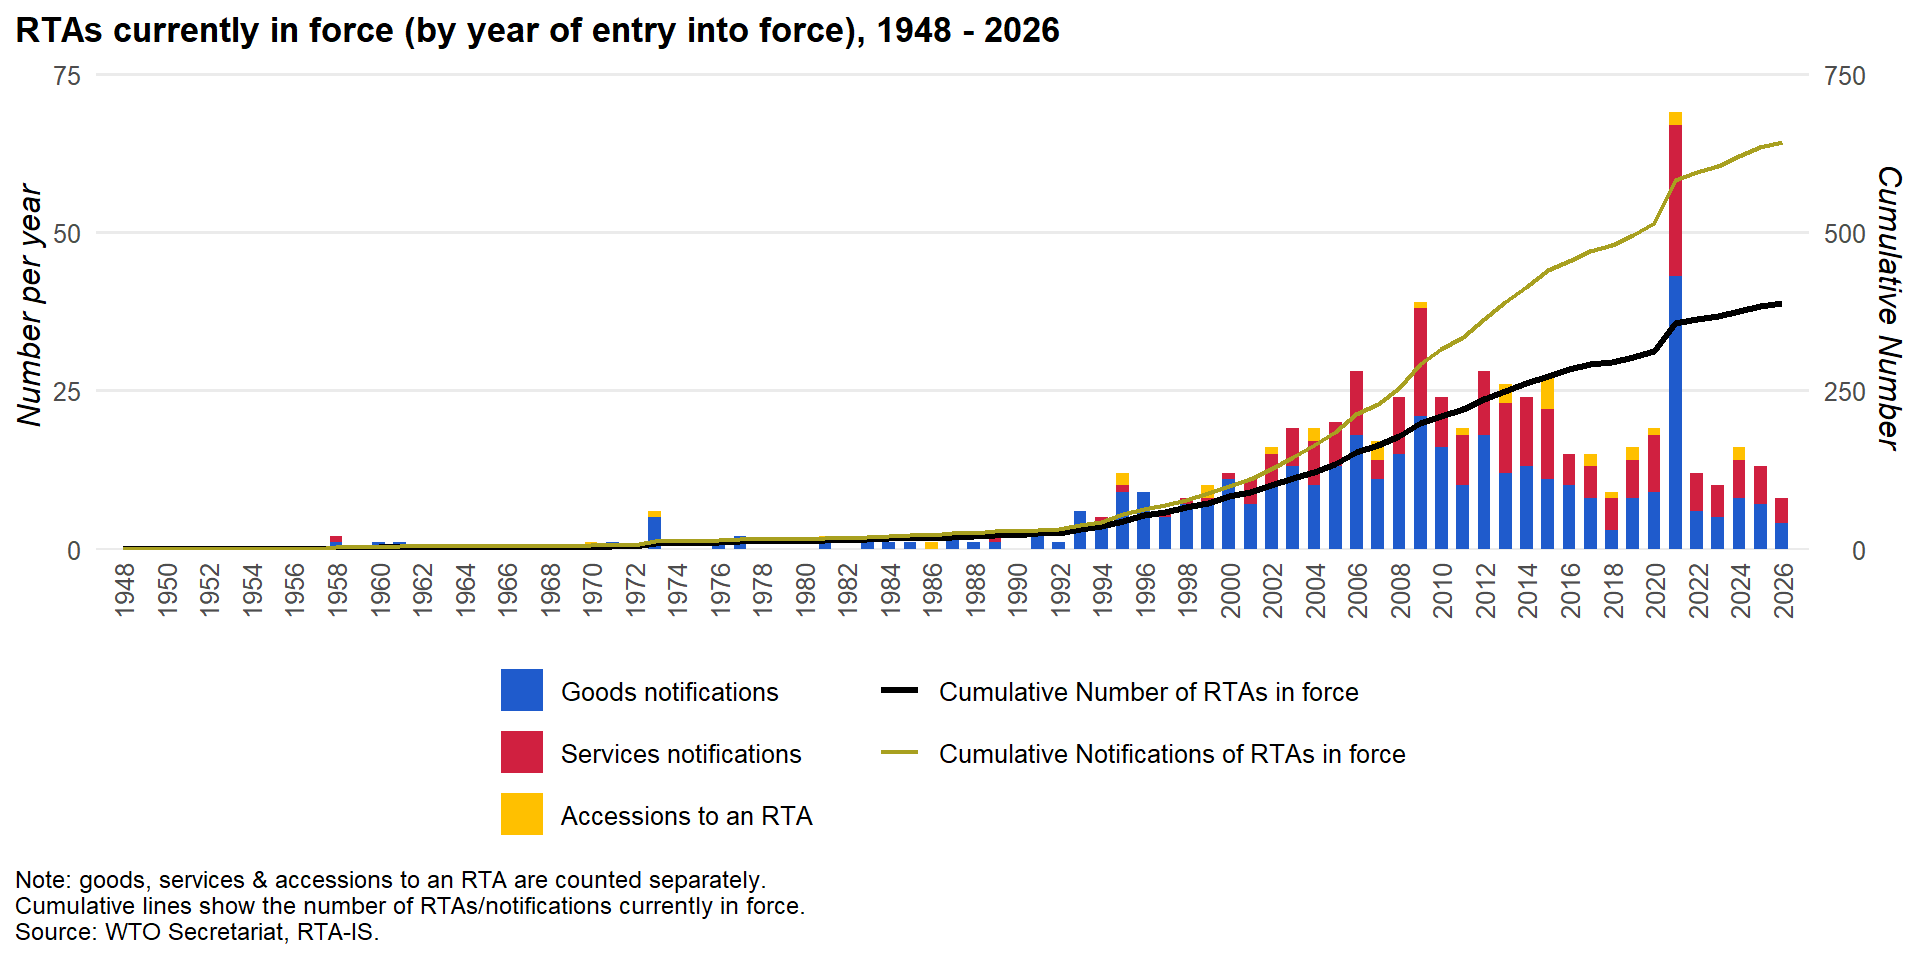 RTAs currently in force (by year of entry into force), 1948 - 2026
75
50
25
0
Number per year
750
500
250
0
Cumulative Number
1948 1950 1952 1954 1956 1958 1960 1962 1964 1966 1968 1970 1972 1974 1976 1978 1980 1982 1984 1986 1988 1990 1992 1994 1996 1998 2000 2002 2004 2006 2008 2010 2012 2014 2016 2018 2020 2022 2024 2026
Goods notifications
Services notifications
Accessions to an RTA
Cumulative Number of RTAs in force
Cumulative Notifications of RTAs in force
Note: goods, services & accessions to an RTA are counted separately.
Cumulative lines show the number of RTAs/notifications currently in force.
Source: WTO Secretariat, RTA-IS.